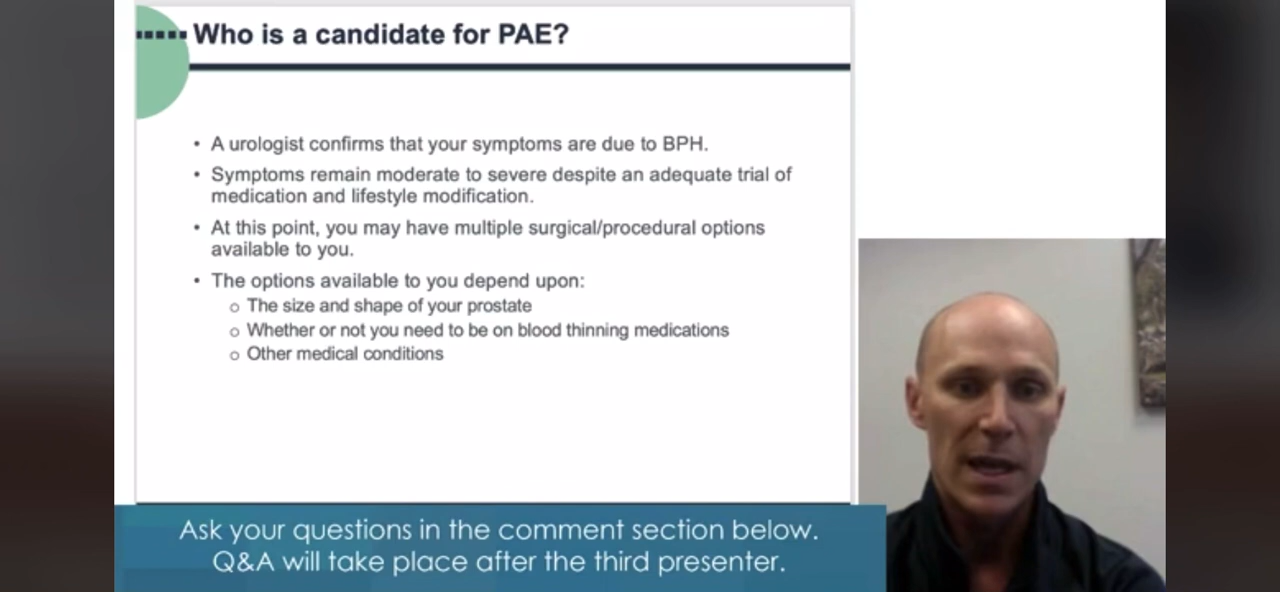 Who is a candidate for PAE?
• A urologist confirms that your symptoms are due to BPH.
• Symptoms remain moderate to severe despite an adequate trial of
medication and lifestyle modification.
• At this point, you may have multiple surgical/procedural options
available to you.
• The options available to you depend upon:
o The size and shape of your prostate
o Whether or not you need to be on blood thinning medications
o Other medical conditions
Ask your questions in the comment section below.
Q&A will take place after the third presenter.